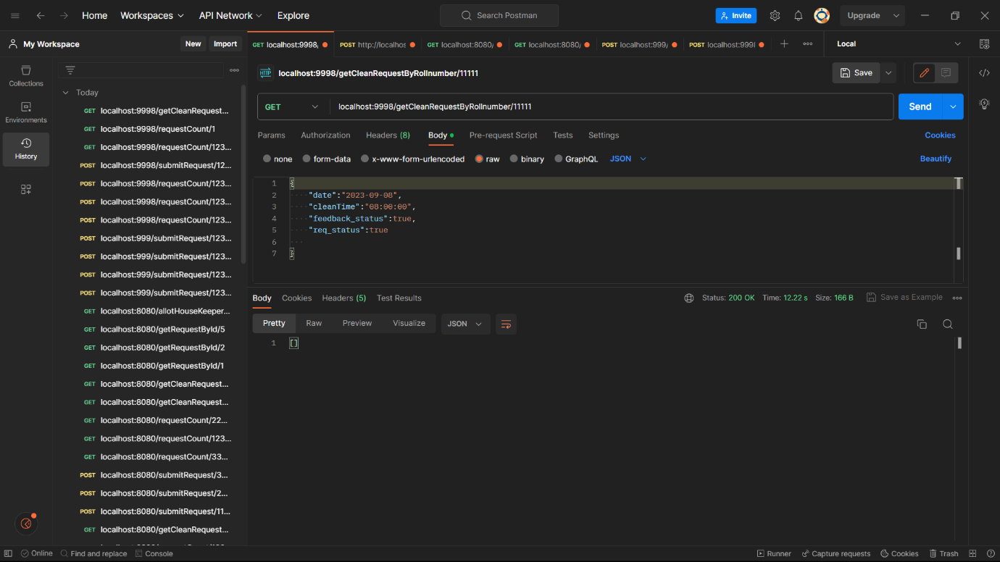 Home Workspaces API Network Explore Search Postman Invite Upgrade
My Workspace New Import
GET localhost:9998, POST http://localhos GET localhost:8080/ GET localhost:8080/ POST localhost:999/ POST localhost:999 Local
Collections
Environments
History
Today
GET localhost:9998/getCleanRequest...
GET localhost:9998/requestCount/1
GET localhost:9998/requestCount/123...
POST localhost:9998/submitRequest/12...
GET localhost:9998/requestCount/123...
GET localhost:9998/requestCount/123...
GET localhost:9998/requestCount/123...
POST localhost:999/submitRequest/123...
POST localhost:999/submitRequest/123...
POST localhost:999/submitRequest/123...
POST localhost:999/submitRequest/123...
GET localhost:8080/allotHouseKeeper...
GET localhost:8080/getRequestById/5
GET localhost:8080/getRequestById/2
GET localhost:8080/getRequestById/1
GET localhost:8080/getCleanRequest...
GET localhost:8080/getCleanRequest...
GET localhost:8080/requestCount/22...
GET localhost:8080/requestCount/123...
GET localhost:8080/requestCount/33...
POST localhost:8080/submitRequest/3...
POST localhost:8080/submitRequest/2...
POST localhost:8080/submitRequest/11...
GET localhost:8080/getCleanRequest...
HTTP localhost:9998/getCleanRequestByRollnumber/11111 Save
GET localhost:9998/getCleanRequestByRollnumber/11111 Send
Params Authorization Headers (8) Body Pre-request Script Tests Settings Cookies
none form-data x-www-form-urlencoded raw binary GraphQL JSON Beautify
1 {
2 "date":"2023-09-08",
3 "cleanTime":"08:00:00",
4 "feedback_status":true,
5 "req_status":true
6
7 }
Body Cookies Headers (5) Test Results Status: 200 OK Time: 12.22 s Size: 166 B Save as Example
Pretty Raw Preview Visualize JSON
1 []
Online Find and replace Console Runner Capture requests Cookies Trash